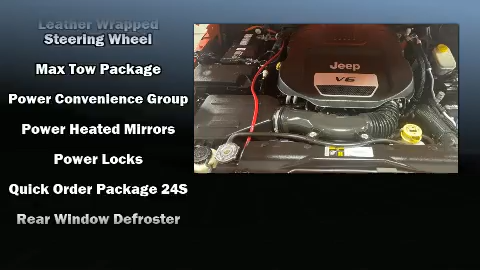 Leather Wrapped
Steering Wheel
Max Tow Package
Power Convenience Group
Power Heated Mirrors
Power Locks
Quick Order Package 24S
Rear Window Defroster
Jeep
V6